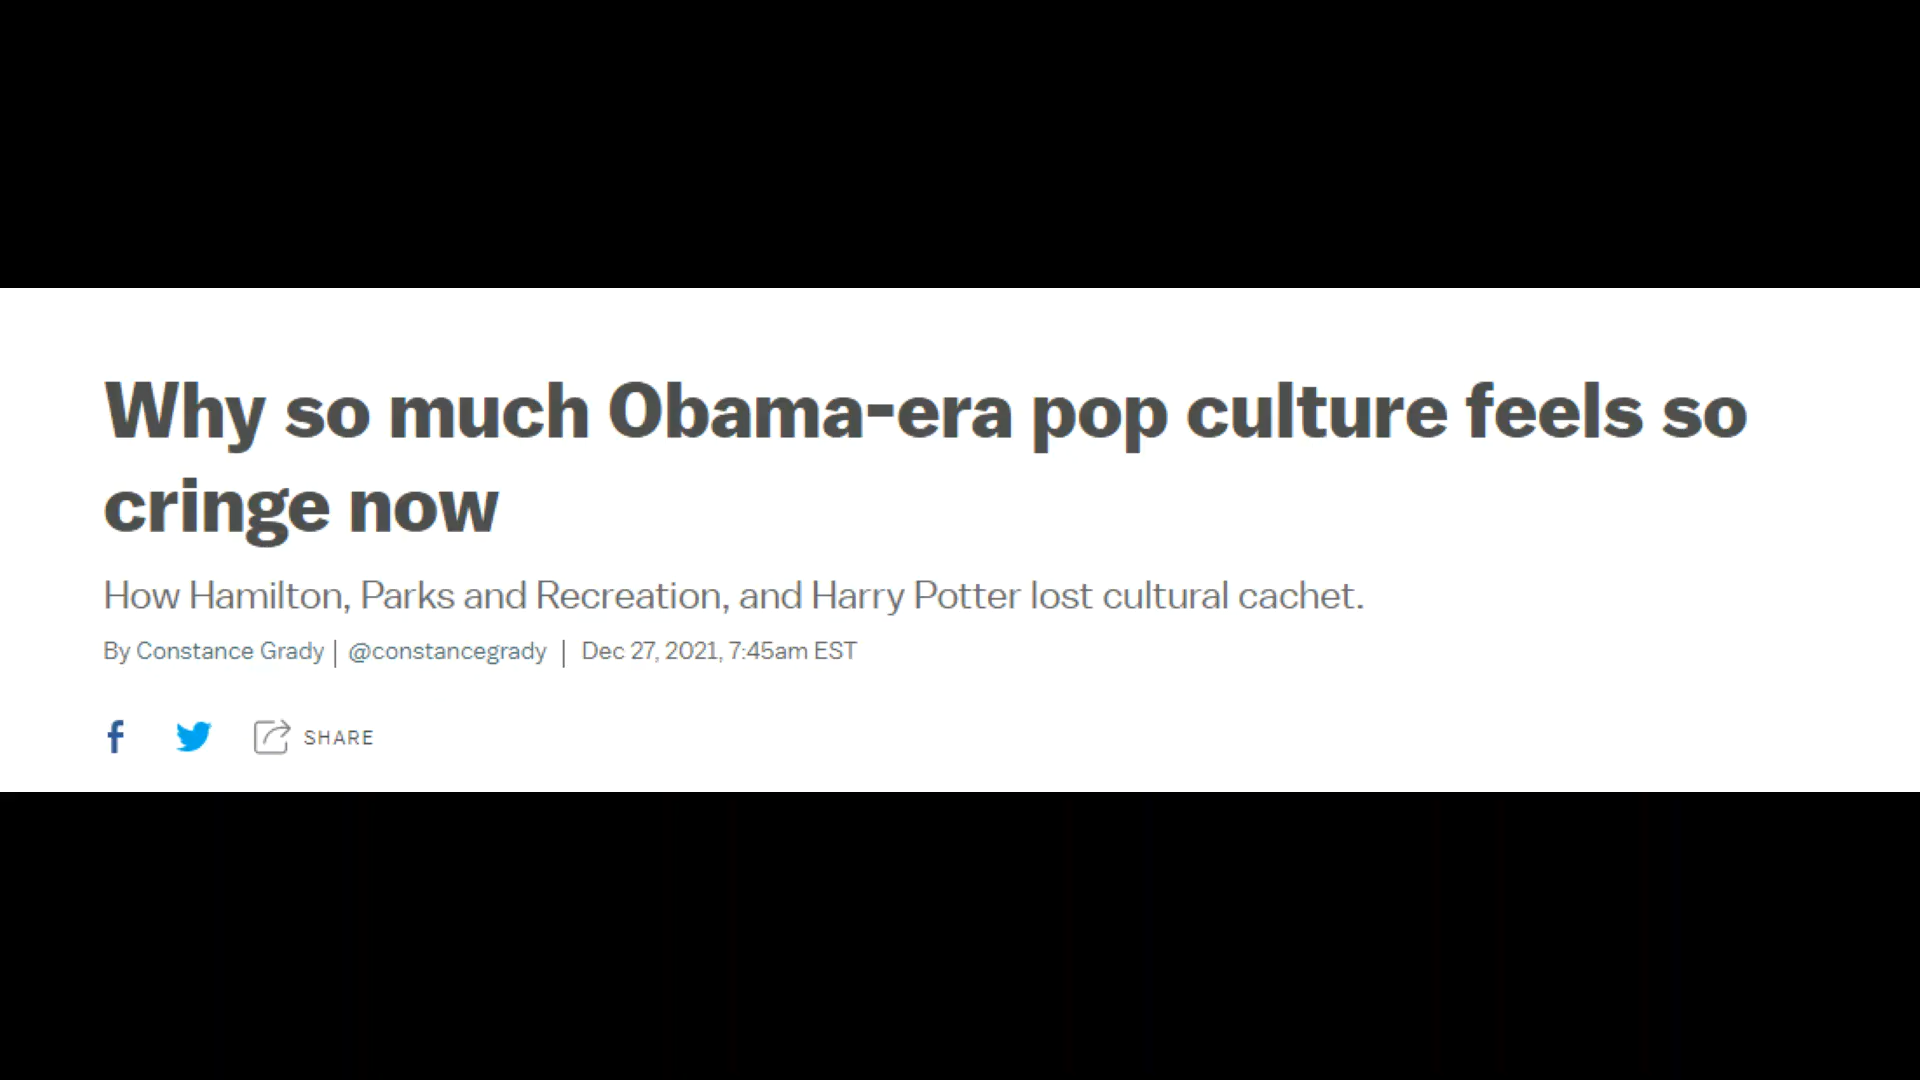 Why so much Obama-era pop culture feels so
cringe now
How Hamilton, Parks and Recreation, and Harry Potter lost cultural cachet.
By Constance Grady | @constancegrady | Dec 27, 2021, 7:45am EST
SHARE